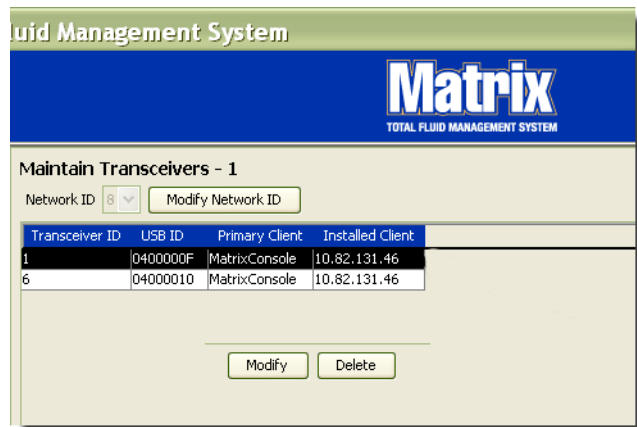 luid Management System
Matrix
TOTAL FLUID MANAGEMENT SYSTEM
Maintain Transceivers - 1
Network ID 8 Modify Network ID
Transceiver ID USB ID Primary Client Installed Client
1 0400000F MatrixConsole 10.82.131.46
6 04000010 MatrixConsole 10.82.131.46
Modify Delete